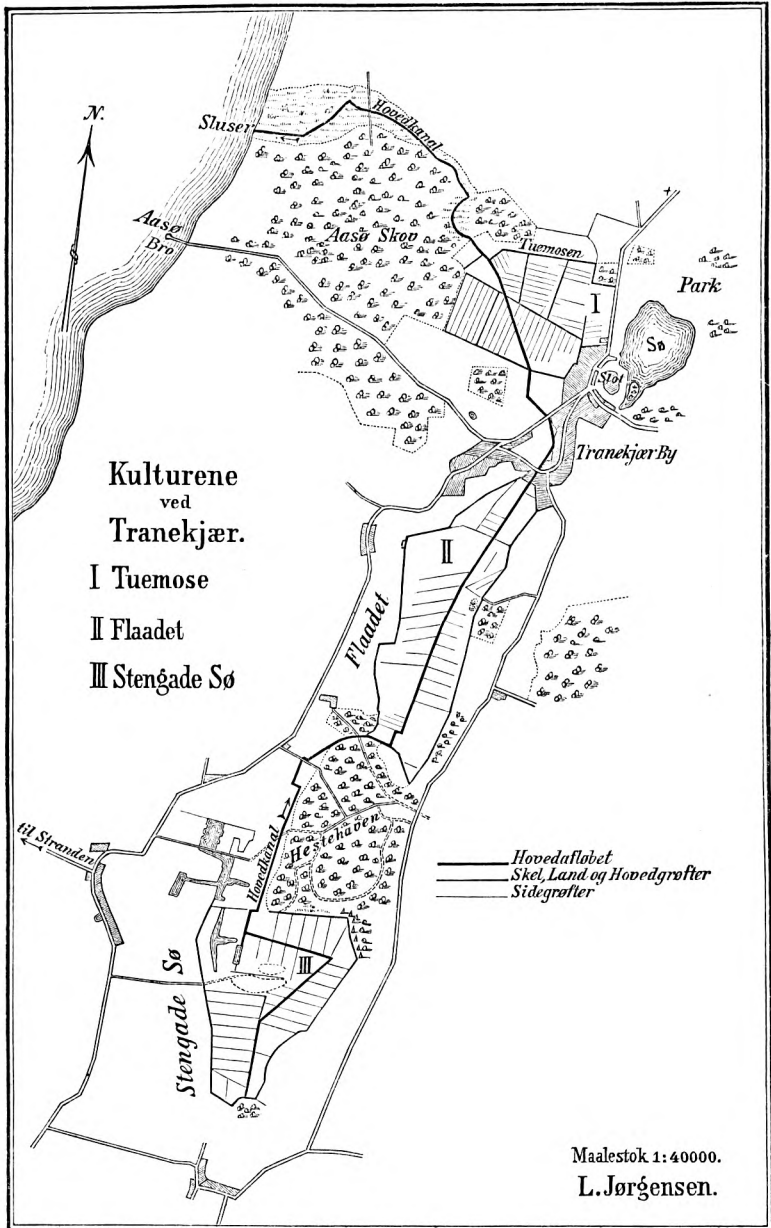 N.
Sluser
Hovedkanal
Aasø
Bro
Aasø Skov
Tuemosen
I
Park
Sø
Slot
Tranekjær By
Kulturene
ved
Tranekjær.
I Tuemose
II Flaadet
III Stengade Sø
II
Flaadet
til Stranden
Hovedkanal
Hestehaven
Hovedafløbet
Skel, Land og Hovedgrøfter
Sidegrøfter
III
Stengade Sø
Maalestok 1:40000.
L. Jørgensen.